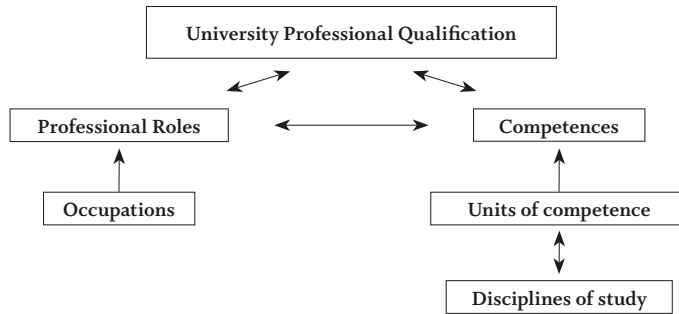 University Professional Qualification
Professional Roles
Competences
Occupations
Units of competence
Disciplines of study